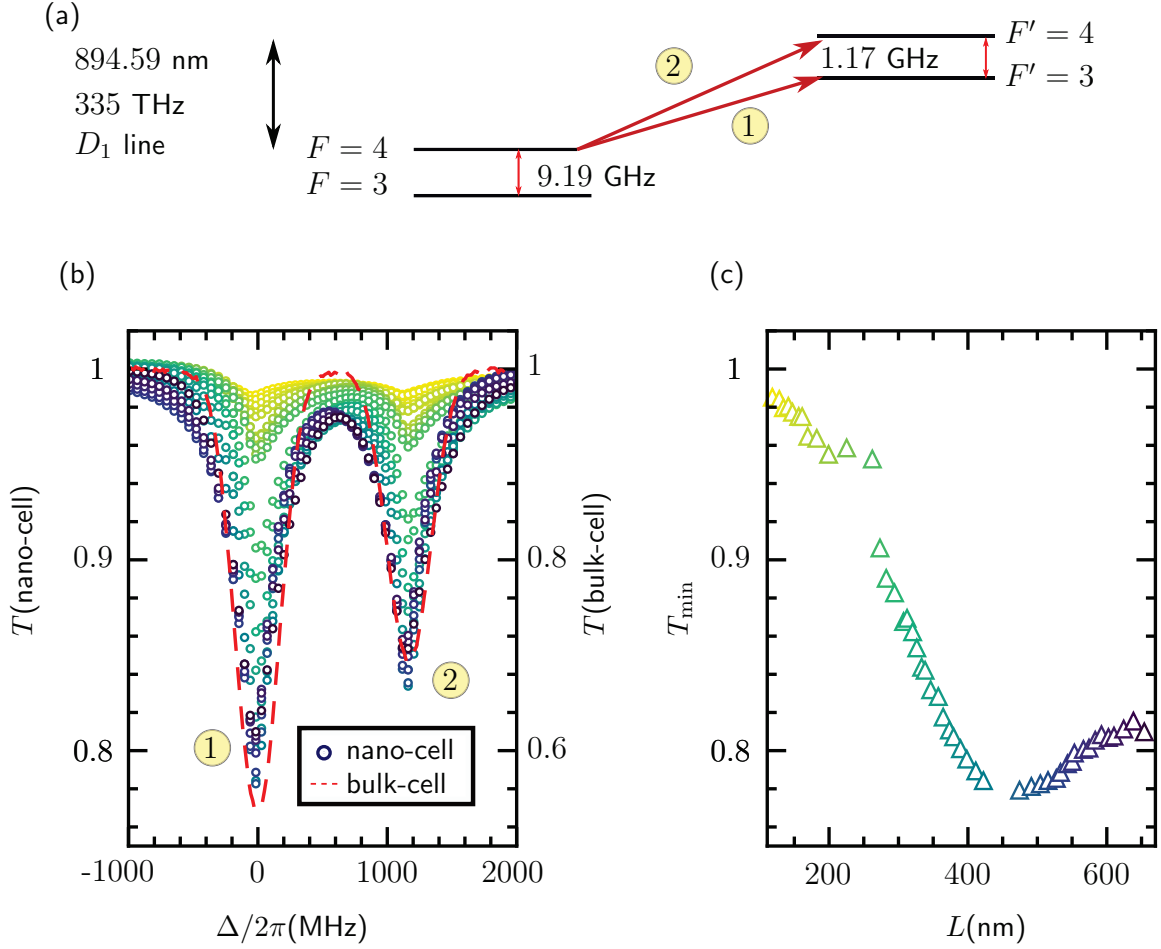 (a)
894.59 nm
335 THz
D₁ line
F = 4
F = 3
9.19 GHz
2
1
1.17 GHz
F′ = 4
F′ = 3
(b)
T(nano-cell)
1
0.9
0.8
1
0.8
0.6
T(bulk-cell)
1
2
nano-cell
bulk-cell
-1000
0
1000
2000
Δ/2π(MHz)
(c)
T_min
1
0.9
0.8
200
400
600
L(nm)